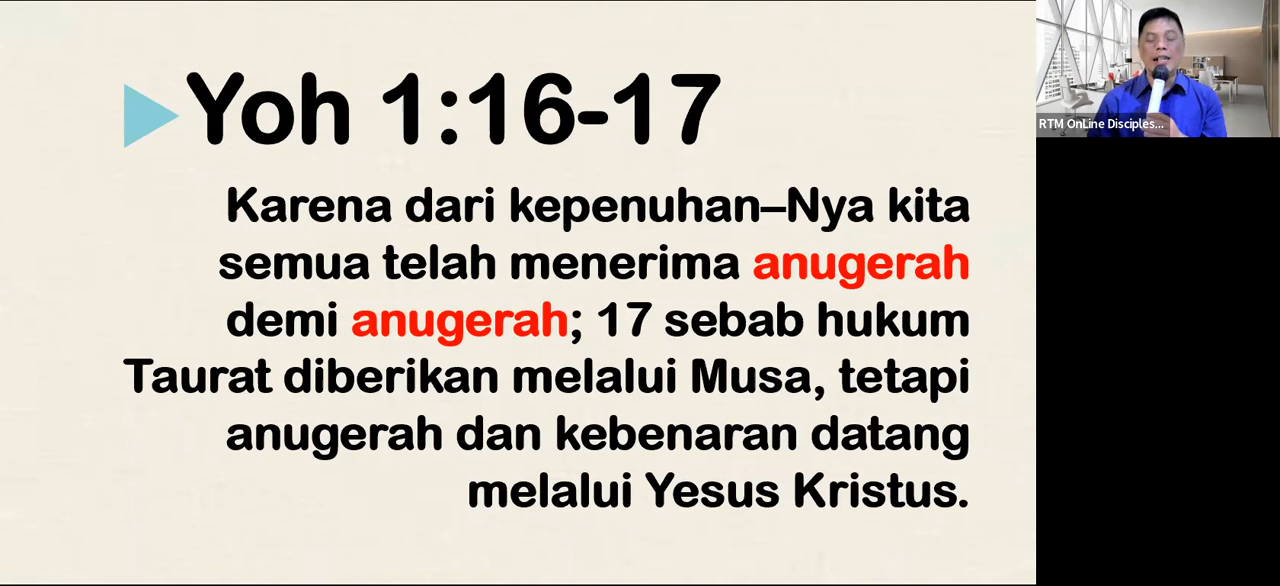 Yoh 1:16-17
Karena dari kepenuhan–Nya kita
semua telah menerima anugerah
demi anugerah; 17 sebab hukum
Taurat diberikan melalui Musa, tetapi
anugerah dan kebenaran datang
melalui Yesus Kristus.
RTM OnLine Disciples...